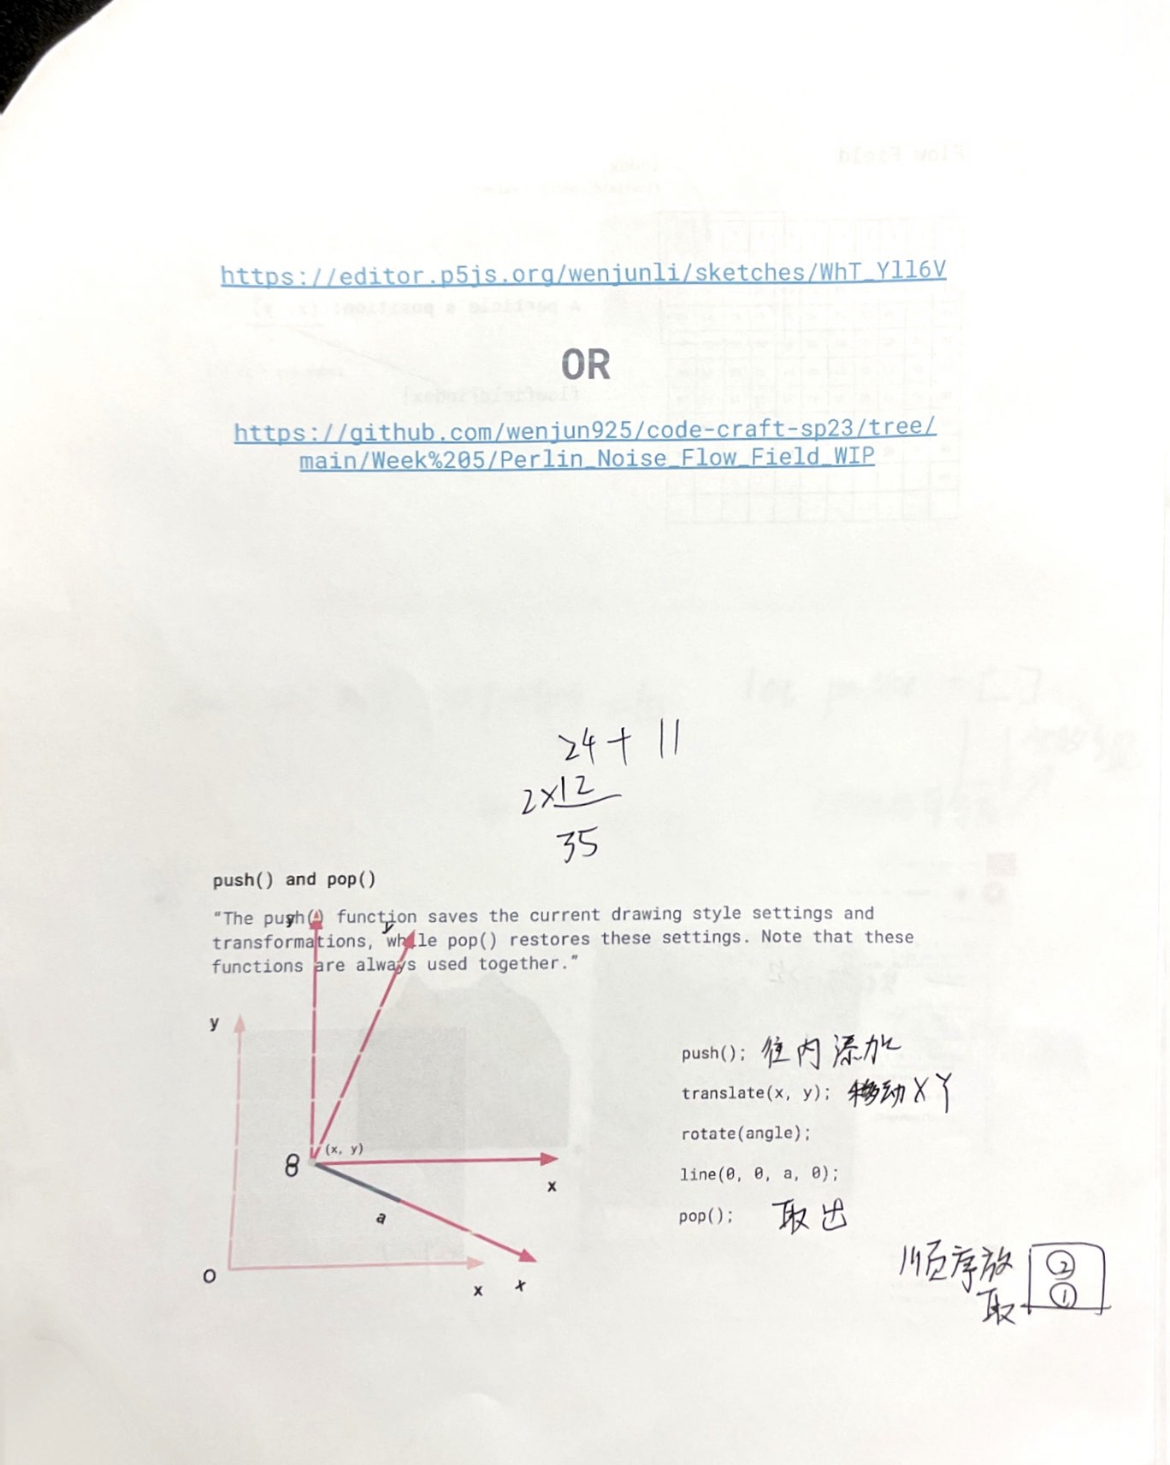 https://editor.p5js.org/wenjunli/sketches/WhT_Yll6V
OR
https://github.com/wenjun925/code-craft-sp23/tree/
main/Week%205/Perlin_Noise_Flow_Field_WIP
24+ 11
2×12
35
push() and pop()
"The push() function saves the current drawing style settings and
transformations, while pop() restores these settings. Note that these
functions are always used together."
y
y
y
(x, y)
x
a
O
x
x
push(); 往内添加
translate(x, y); 移动XY
rotate(angle);
line(0, 0, a, 0);
pop(); 取出
顺序放
取
②
①